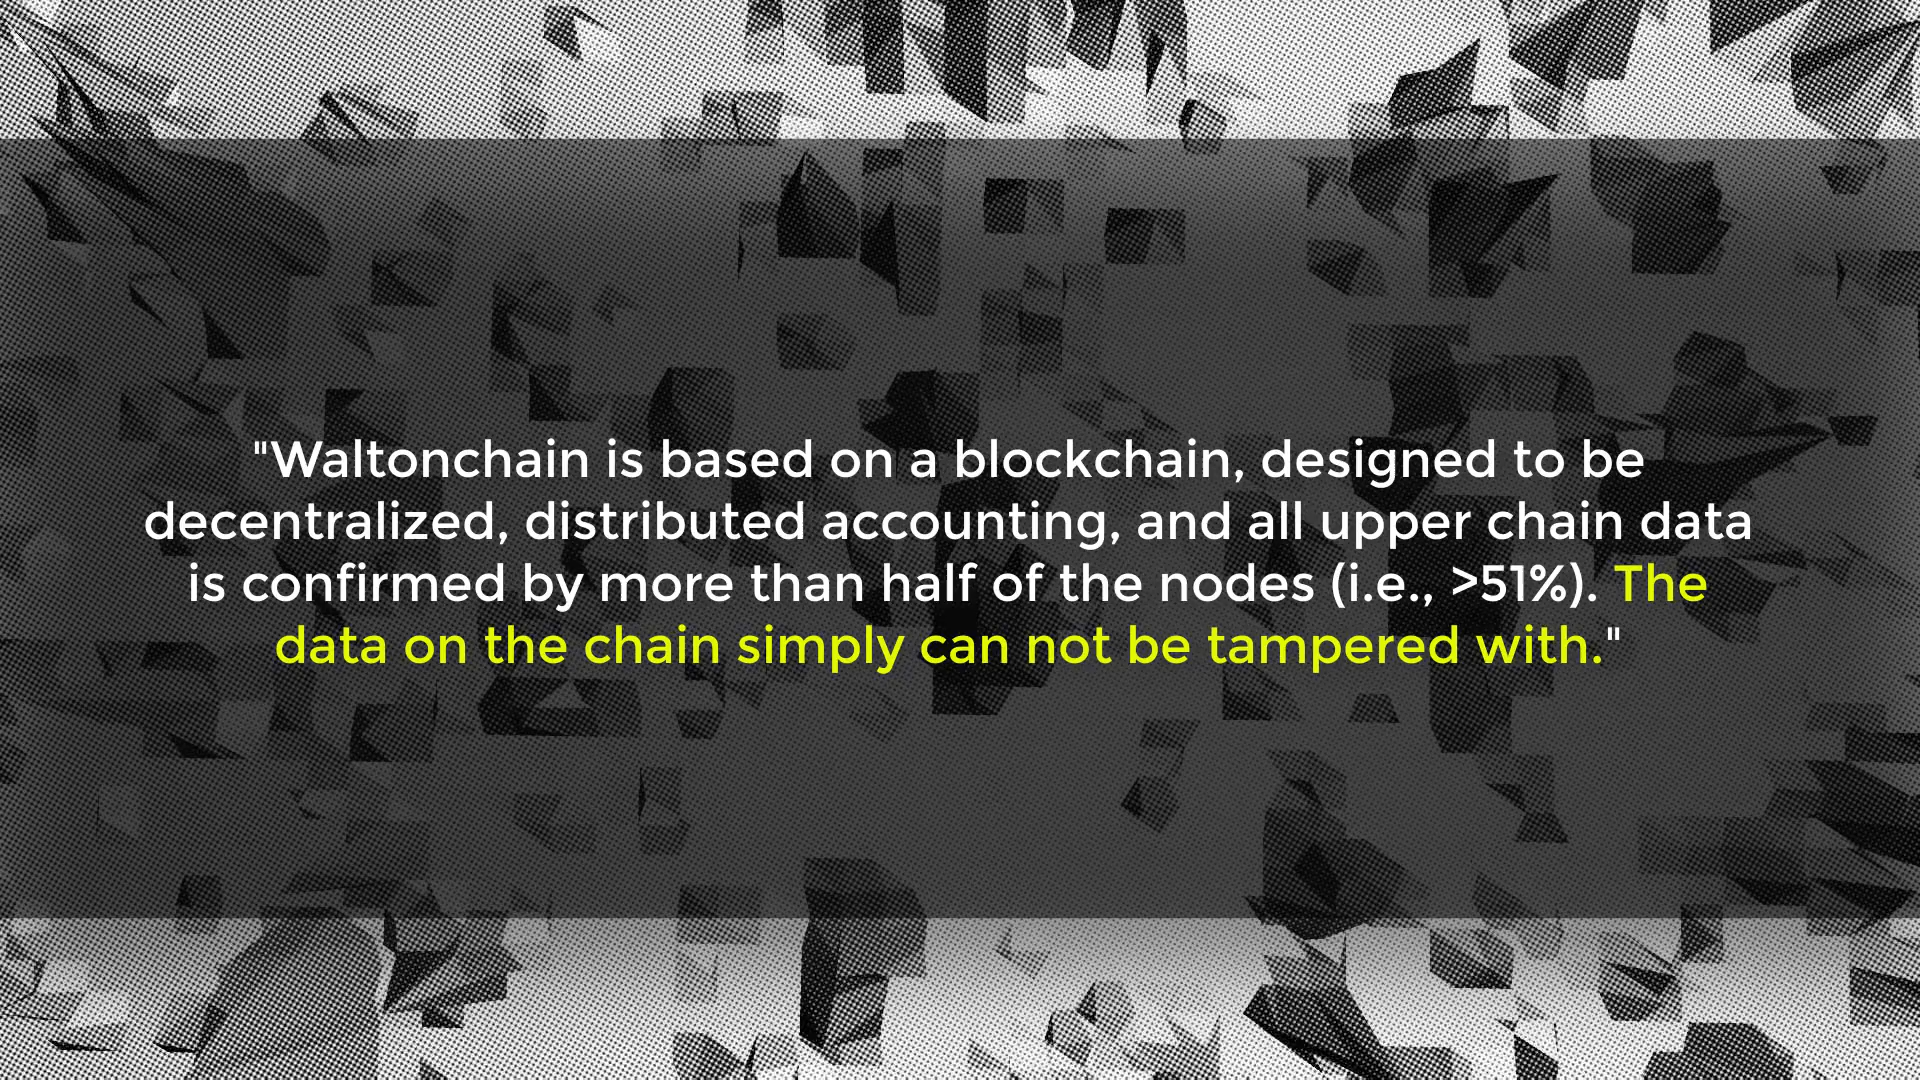 "Waltonchain is based on a blockchain, designed to be
decentralized, distributed accounting, and all upper chain data
is confirmed by more than half of the nodes (i.e., >51%). The
data on the chain simply can not be tampered with."